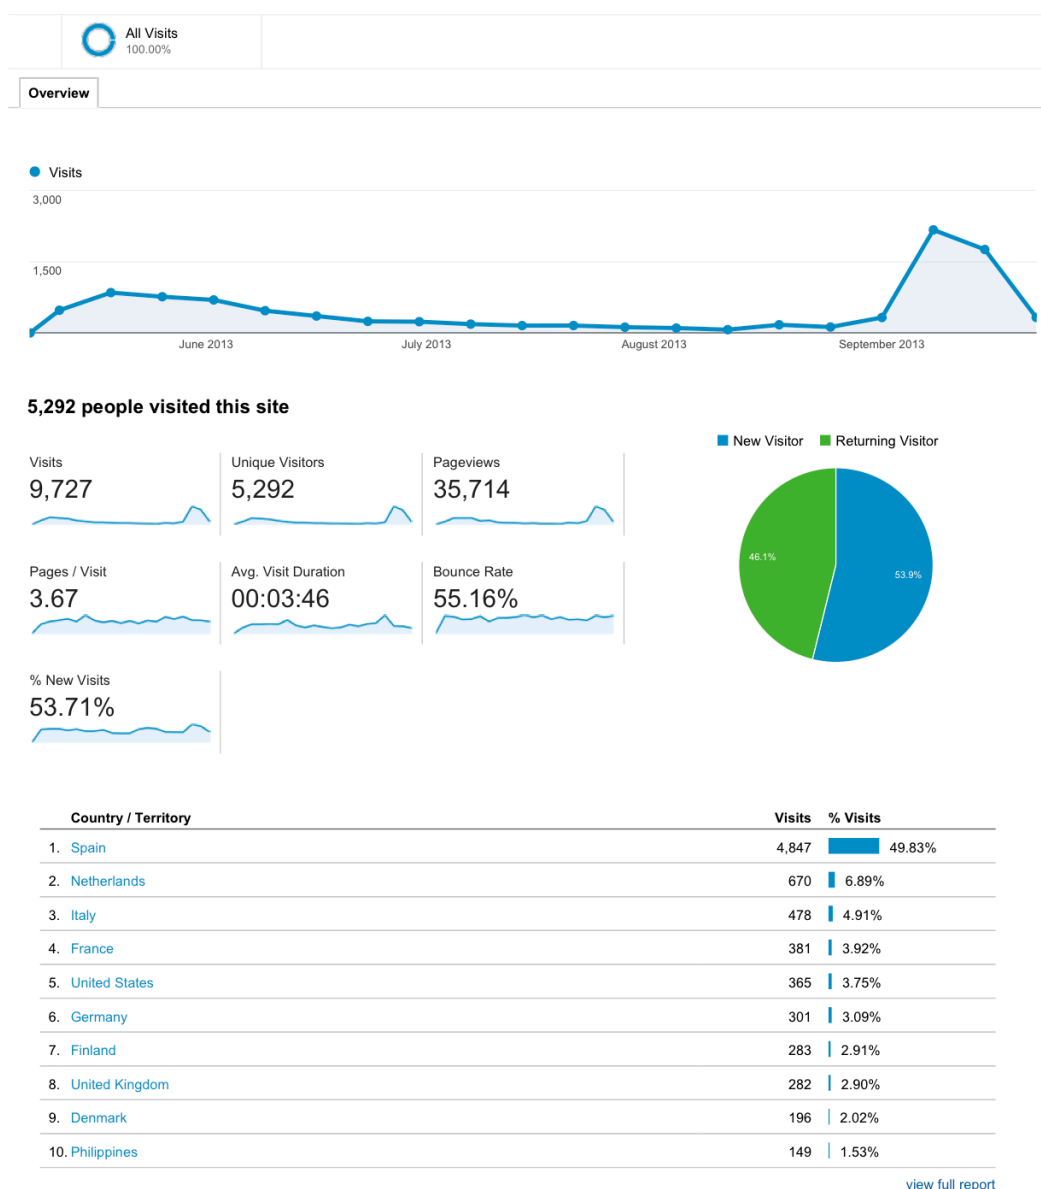 All Visits
100.00%
Overview
Visits
3,000
1,500
June 2013 July 2013 August 2013 September 2013
5,292 people visited this site
New Visitor Returning Visitor
Visits Unique Visitors Pageviews
9,727 5,292 35,714
46.1% 53.9%
Pages / Visit Avg. Visit Duration Bounce Rate
3.67 00:03:46 55.16%
% New Visits
53.71%
Country / Territory Visits % Visits
1. Spain 4,847 49.83%
2. Netherlands 670 6.89%
3. Italy 478 4.91%
4. France 381 3.92%
5. United States 365 3.75%
6. Germany 301 3.09%
7. Finland 283 2.91%
8. United Kingdom 282 2.90%
9. Denmark 196 2.02%
10. Philippines 149 1.53%
view full report